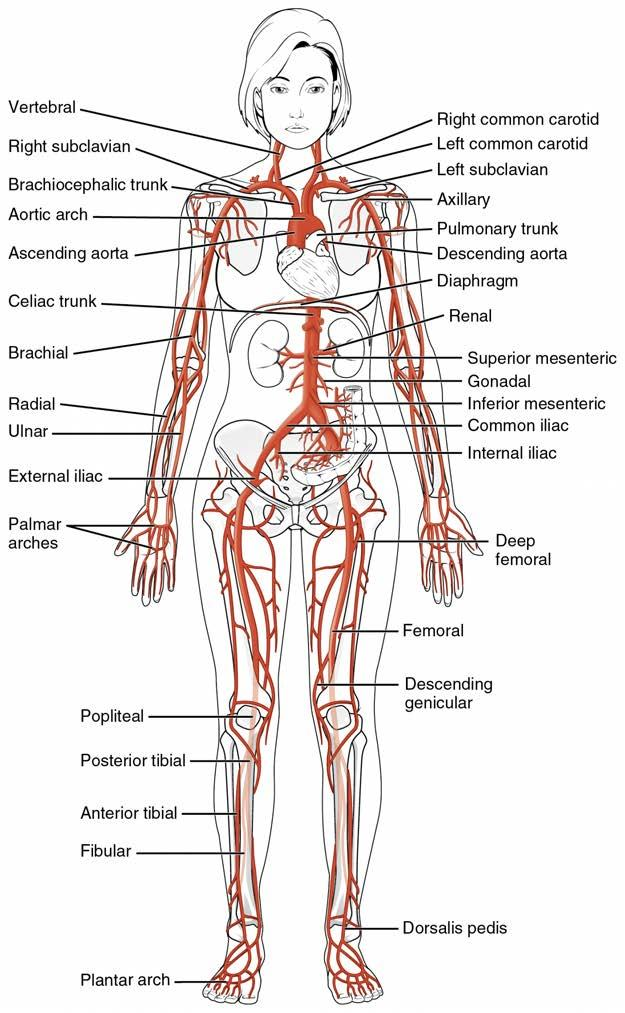 Vertebral
Right subclavian
Brachiocephalic trunk
Aortic arch
Ascending aorta
Celiac trunk
Brachial
Radial
Ulnar
External iliac
Palmar
arches
Popliteal
Posterior tibial
Anterior tibial
Fibular
Plantar arch
Right common carotid
Left common carotid
Left subclavian
Axillary
Pulmonary trunk
Descending aorta
Diaphragm
Renal
Superior mesenteric
Gonadal
Inferior mesenteric
Common iliac
Internal iliac
Deep
femoral
Femoral
Descending
genicular
Dorsalis pedis